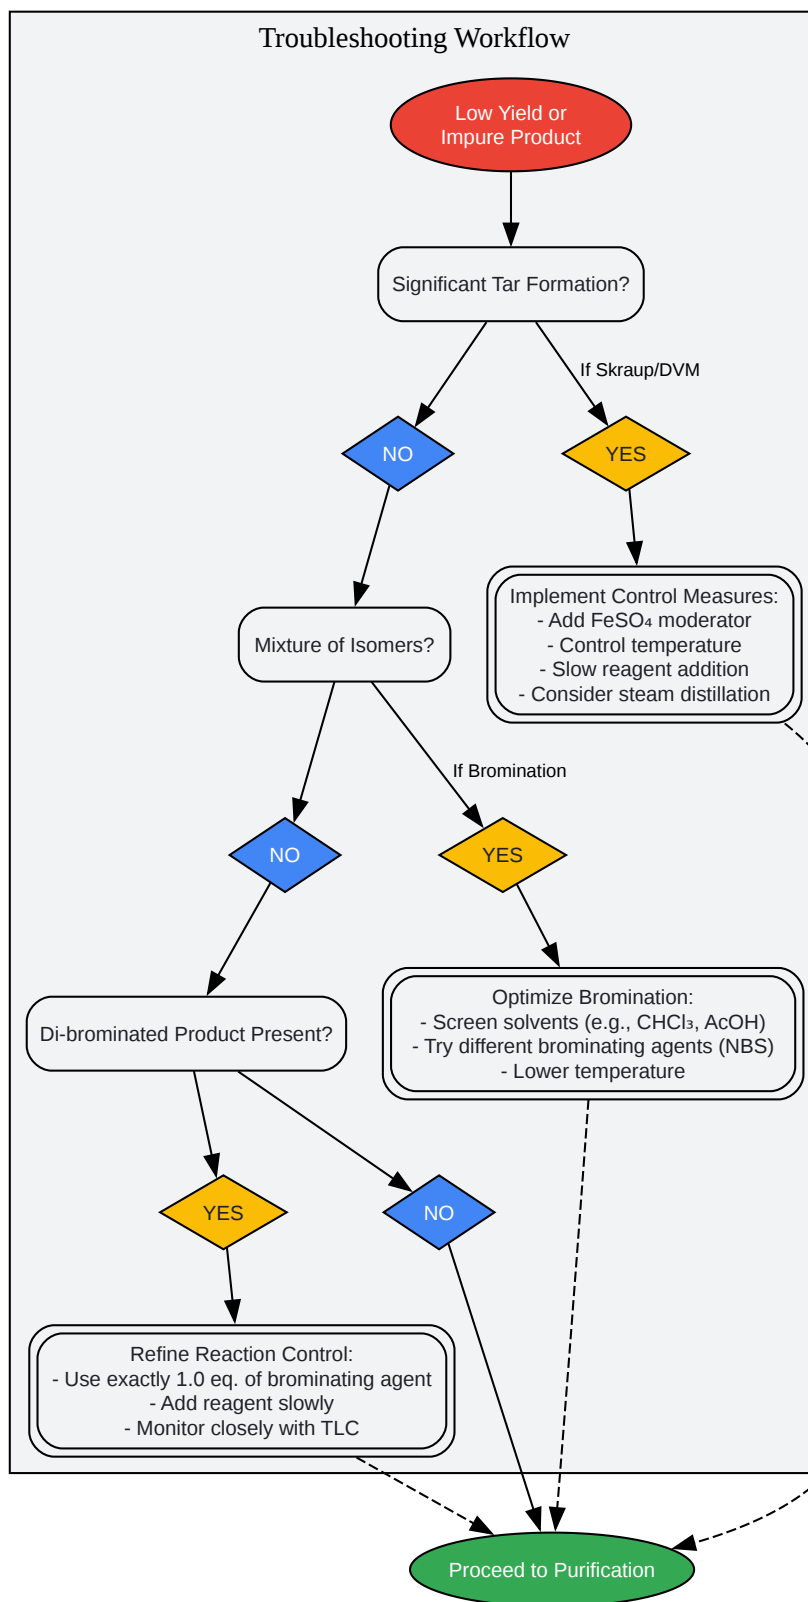 Troubleshooting Workflow
Low Yield or
Impure Product
Significant Tar Formation?
If Skraup/DVM
NO
YES
Implement Control Measures:
- Add FeSO₄ moderator
- Control temperature
- Slow reagent addition
- Consider steam distillation
Mixture of Isomers?
If Bromination
NO
YES
Optimize Bromination:
- Screen solvents (e.g., CHCl₃, AcOH)
- Try different brominating agents (NBS)
- Lower temperature
Di-brominated Product Present?
YES
NO
Refine Reaction Control:
- Use exactly 1.0 eq. of brominating agent
- Add reagent slowly
- Monitor closely with TLC
Proceed to Purification